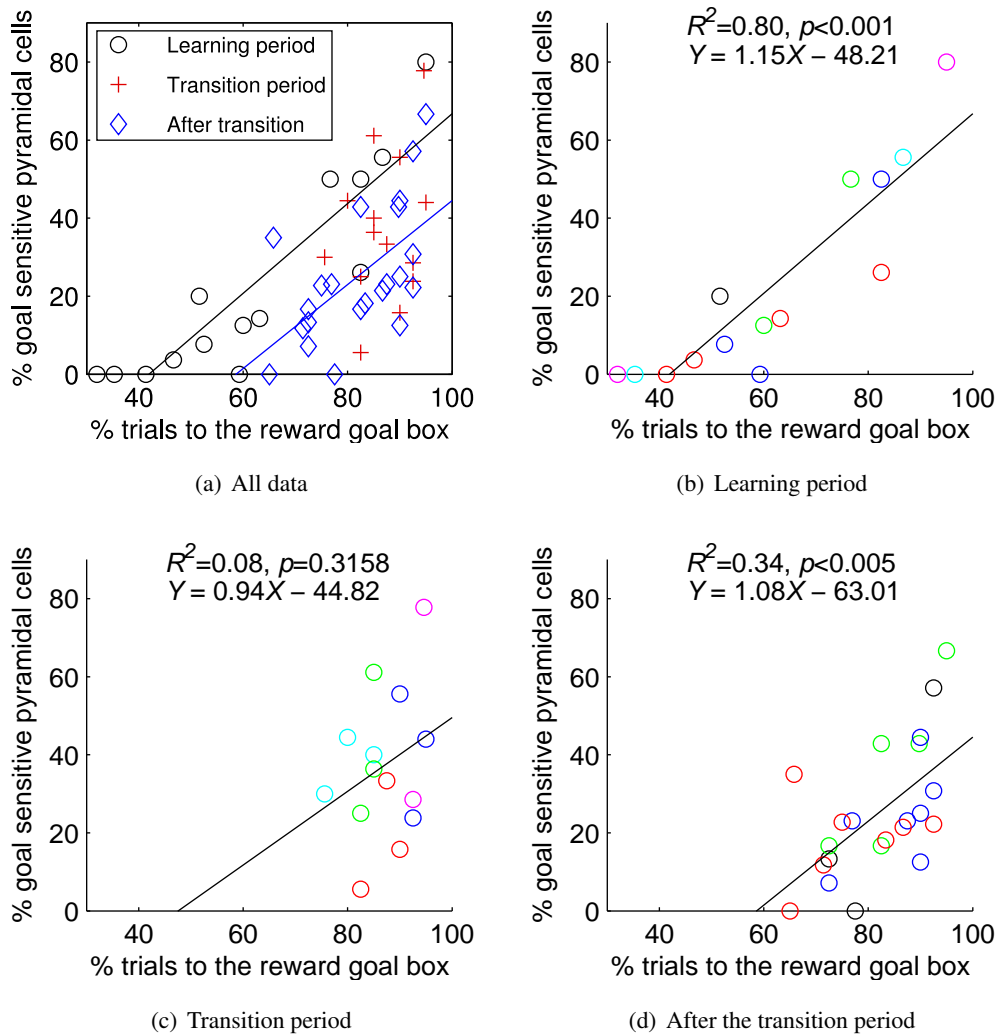 Learning period
Transition period
After transition
% goal sensitive pyramidal cells
80
60
40
20
0
40 60 80 100
% trials to the reward goal box
(a) All data
R²=0.80, p<0.001
Y = 1.15X − 48.21
% goal sensitive pyramidal cells
80
60
40
20
0
40 60 80 100
% trials to the reward goal box
(b) Learning period
R²=0.08, p=0.3158
Y = 0.94X − 44.82
% goal sensitive pyramidal cells
80
60
40
20
0
40 60 80 100
% trials to the reward goal box
(c) Transition period
R²=0.34, p<0.005
Y = 1.08X − 63.01
% goal sensitive pyramidal cells
80
60
40
20
0
40 60 80 100
% trials to the reward goal box
(d) After the transition period